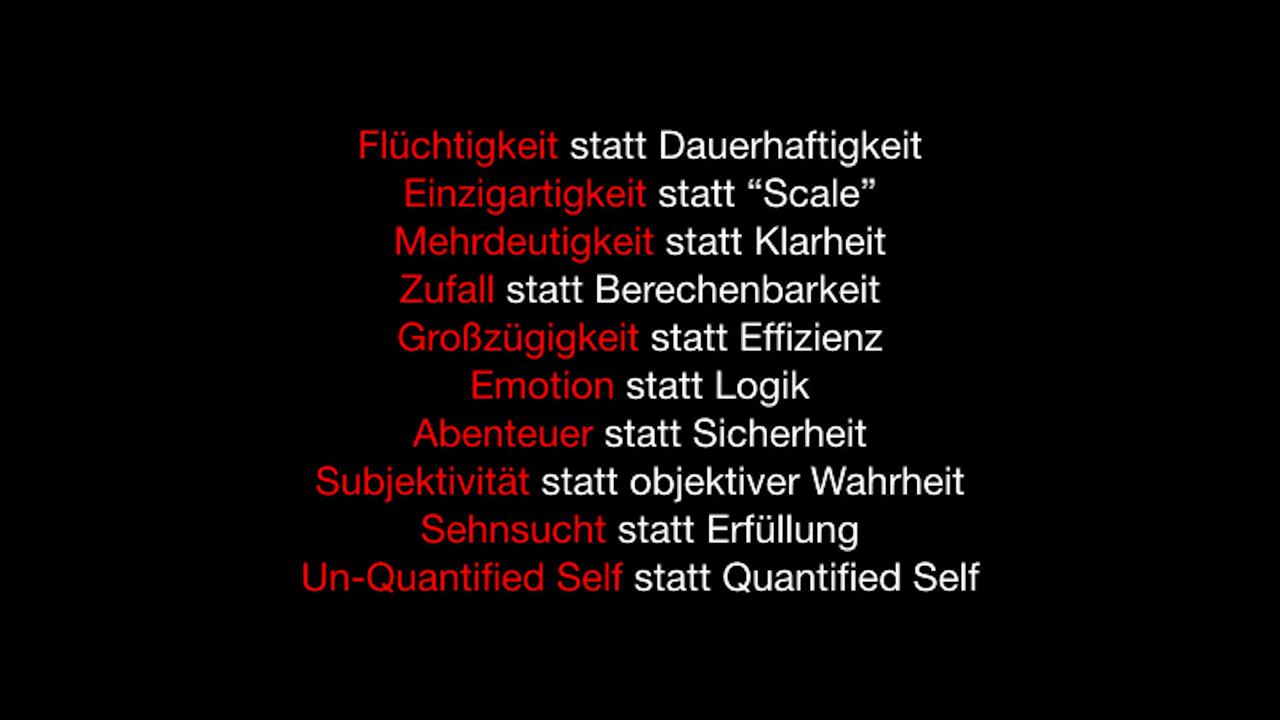 Flüchtigkeit statt Dauerhaftigkeit
Einzigartigkeit statt “Scale”
Mehrdeutigkeit statt Klarheit
Zufall statt Berechenbarkeit
Großzügigkeit statt Effizienz
Emotion statt Logik
Abenteuer statt Sicherheit
Subjektivität statt objektiver Wahrheit
Sehnsucht statt Erfüllung
Un-Quantified Self statt Quantified Self